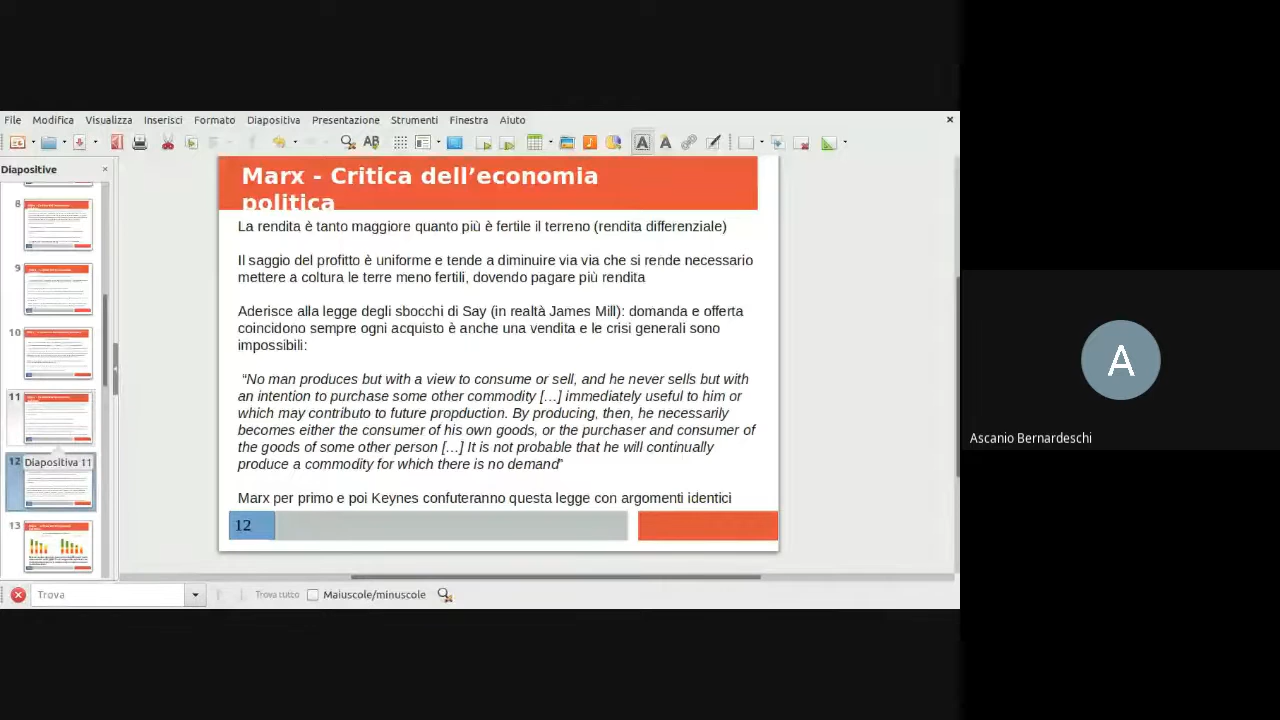 File Modifica Visualizza Inserisci Formato Diapositiva Presentazione Strumenti Finestra Aiuto
Diapositive
8
9
10
11
12
Diapositiva 11
13
Marx - Critica dell’economia
politica
La rendita è tanto maggiore quanto più è fertile il terreno (rendita differenziale)
Il saggio del profitto è uniforme e tende a diminuire via via che si rende necessario
mettere a coltura le terre meno fertili, dovendo pagare più rendita
Aderisce alla legge degli sbocchi di Say (in realtà James Mill): domanda e offerta
coincidono sempre ogni acquisto è anche una vendita e le crisi generali sono
impossibili:
“No man produces but with a view to consume or sell, and he never sells but with
an intention to purchase some other commodity […] immediately useful to him or
which may contributo to future propduction. By producing, then, he necessarily
becomes either the consumer of his own goods, or the purchaser and consumer of
the goods of some other person […] It is not probable that he will continually
produce a commodity for which there is no demand”
Marx per primo e poi Keynes confuteranno questa legge con argomenti identici
12
Trova
Trova tutto
Maiuscole/minuscole
A
Ascanio Bernardeschi